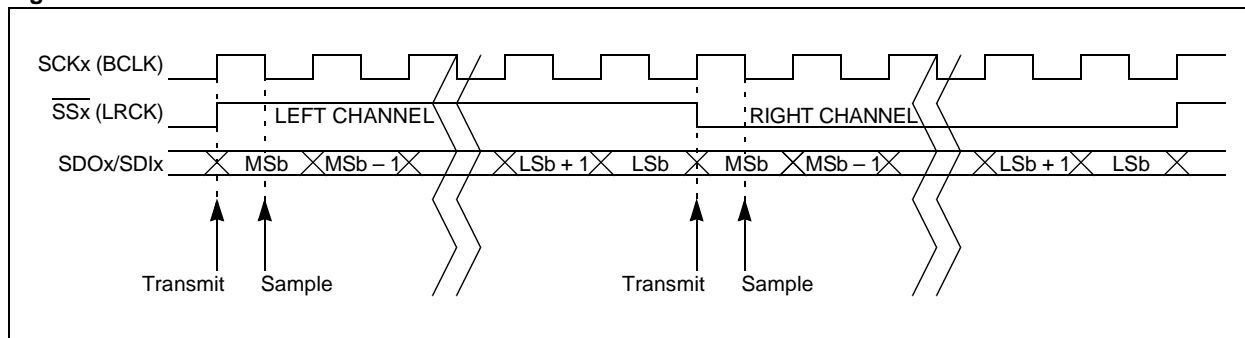 SCKx (BCLK)
SSx (LRCK) LEFT CHANNEL RIGHT CHANNEL
SDOx/SDIx MSb MSb – 1 LSb + 1 LSb MSb MSb – 1 LSb + 1 LSb
Transmit Sample Transmit Sample